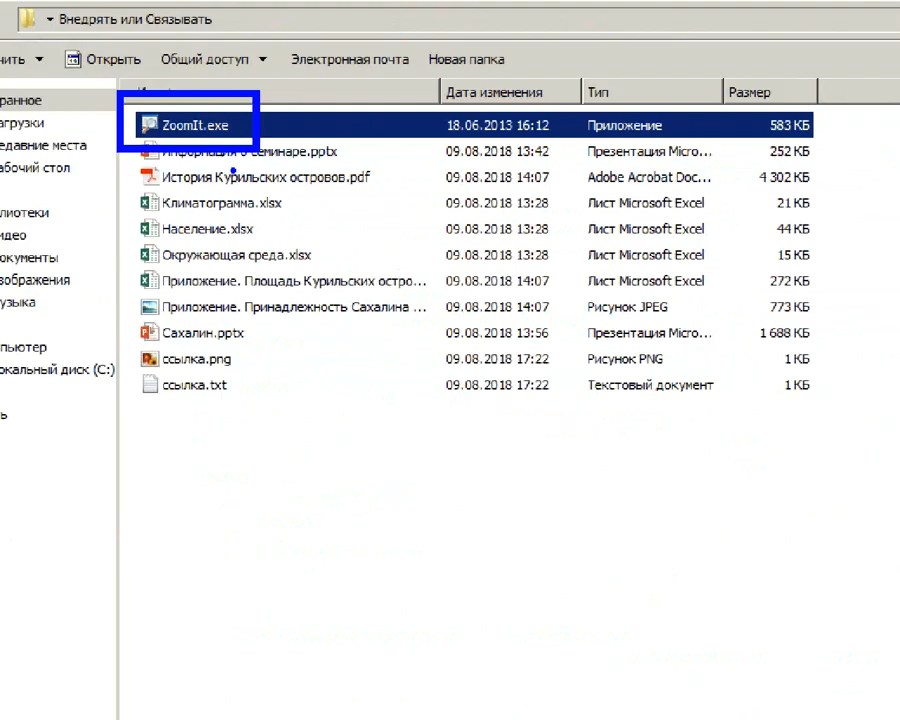 Внедрять или Связывать
чить Открыть Общий доступ Электронная почта Новая папка
Дата изменения Тип Размер
ранное
ZoomIt.exe 18.06.2013 16:12 Приложение 583 КБ
агрузки
едавние места
Информация о семинаре.pptx 09.08.2018 13:42 Презентация Micro... 252 КБ
абочий стол
История Курильских островов.pdf 09.08.2018 14:07 Adobe Acrobat Doc... 4 302 КБ
Климатограмма.xlsx 09.08.2018 13:28 Лист Microsoft Excel 21 КБ
блиотеки
Население.xlsx 09.08.2018 13:28 Лист Microsoft Excel 44 КБ
идео
окументы
Окружающая среда.xlsx 09.08.2018 13:28 Лист Microsoft Excel 15 КБ
зображения
Приложение. Площадь Курильских остро... 09.08.2018 14:07 Лист Microsoft Excel 272 КБ
узыка
Приложение. Принадлежность Сахалина ... 09.08.2018 14:07 Рисунок JPEG 773 КБ
Сахалин.pptx 09.08.2018 13:56 Презентация Micro... 1 688 КБ
пьютер
ссылка.png 09.08.2018 17:22 Рисунок PNG 1 КБ
окальный диск (C:)
ссылка.txt 09.08.2018 17:22 Текстовый документ 1 КБ
ь